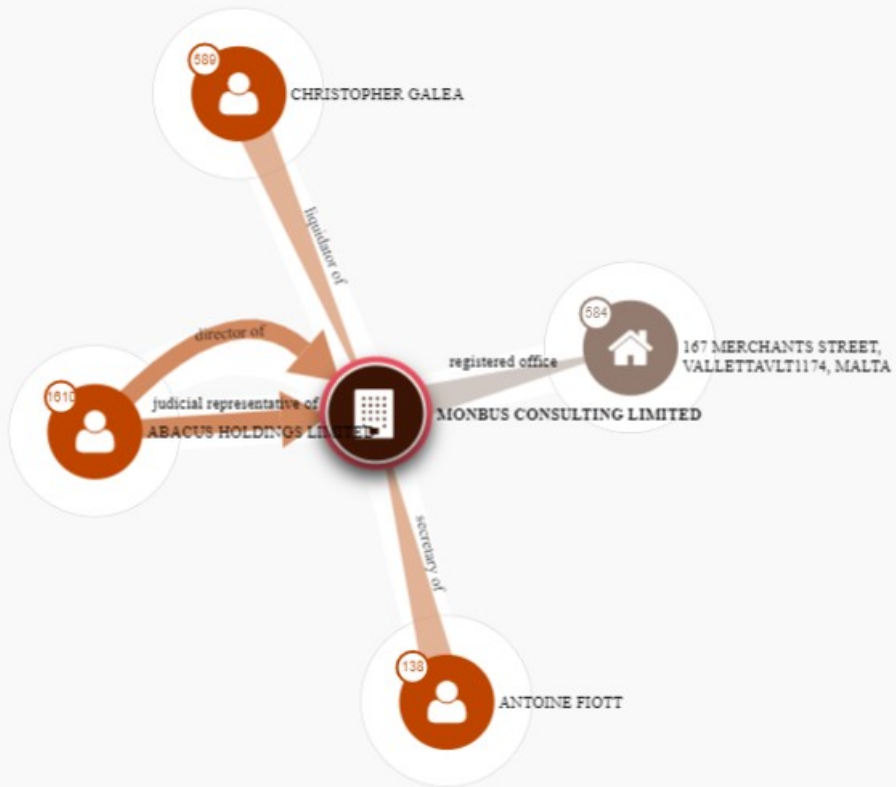 589
CHRISTOPHER GALEA
liquidator of
director of
584
167 MERCHANTS STREET,
VALLETTAVLT1174, MALTA
registered office
1610
judicial representative of
ABACUS HOLDINGS LIMITED
MONBUS CONSULTING LIMITED
secretary of
138
ANTOINE FIOTT